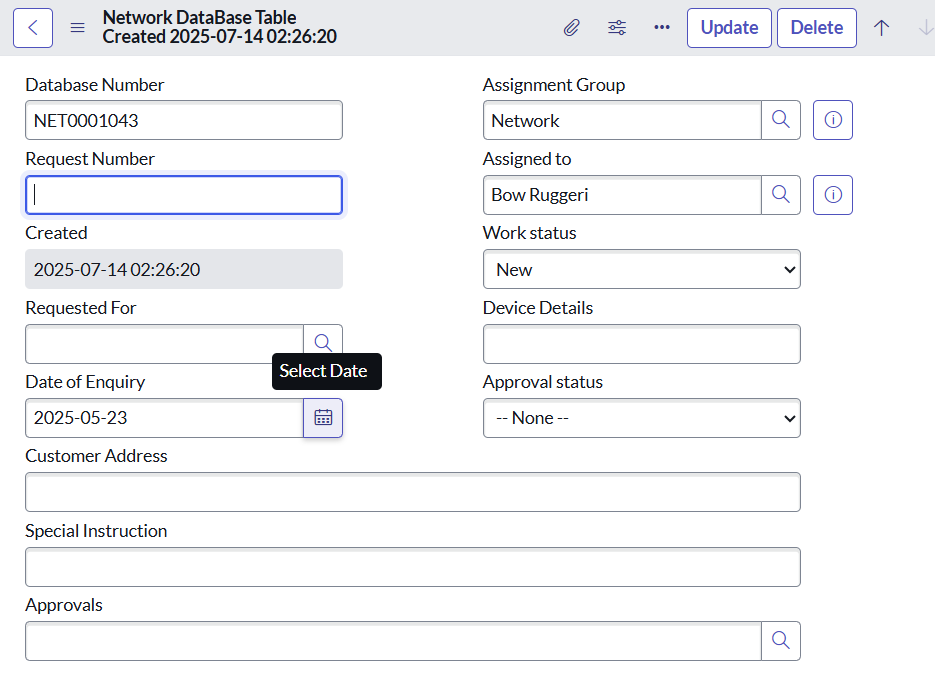 Network DataBase Table
Created 2025-07-14 02:26:20
Update
Delete
Database Number
NET0001043
Request Number
Created
2025-07-14 02:26:20
Requested For
Select Date
Date of Enquiry
2025-05-23
Assignment Group
Network
Assigned to
Bow Ruggeri
Work status
New
Device Details
Approval status
-- None --
Customer Address
Special Instruction
Approvals